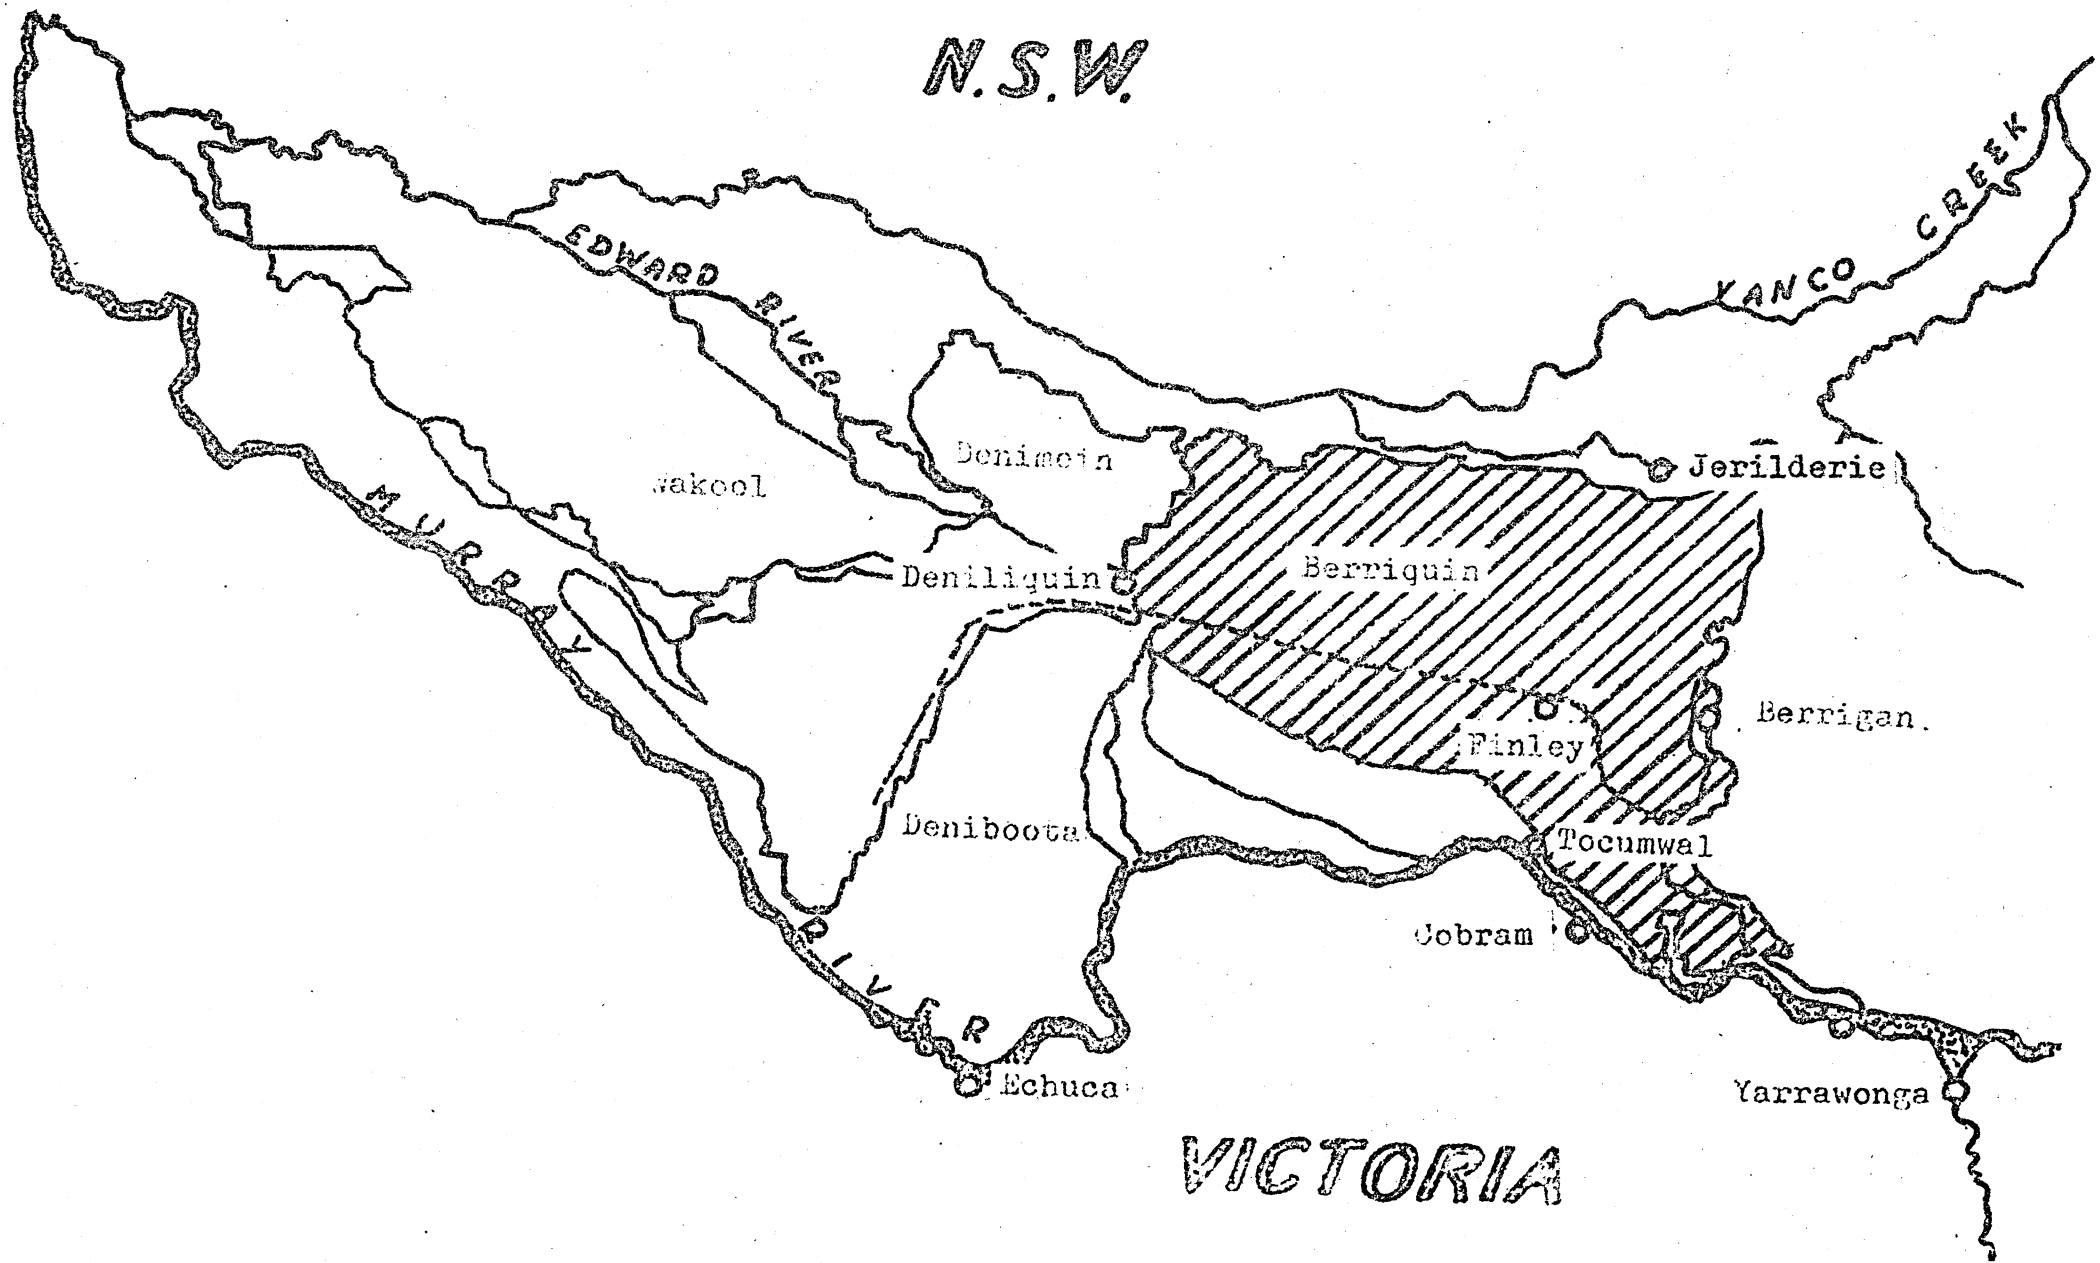 N.S.W.
YANCO CREEK
EDWARD RIVER
Denimein
Jerilderie
Wakool
Deniliquin
Berriquin
MURRAY RIVER
Berrigan.
Finley
Deniboota
Tocumwal
Cobram
Echuca
Yarrawonga
VICTORIA